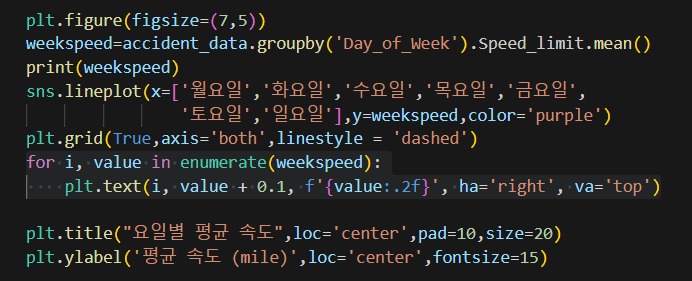 plt.figure(figsize=(7,5))
weekspeed=accident_data.groupby('Day_of_Week').Speed_limit.mean()
print(weekspeed)
sns.lineplot(x=['월요일','화요일','수요일','목요일','금요일',
                '토요일','일요일'],y=weekspeed,color='purple')
plt.grid(True,axis='both',linestyle = 'dashed')
for i, value in enumerate(weekspeed):
    plt.text(i, value + 0.1, f'{value:.2f}', ha='right', va='top')

plt.title("요일별 평균 속도",loc='center',pad=10,size=20)
plt.ylabel('평균 속도 (mile)',loc='center',fontsize=15)